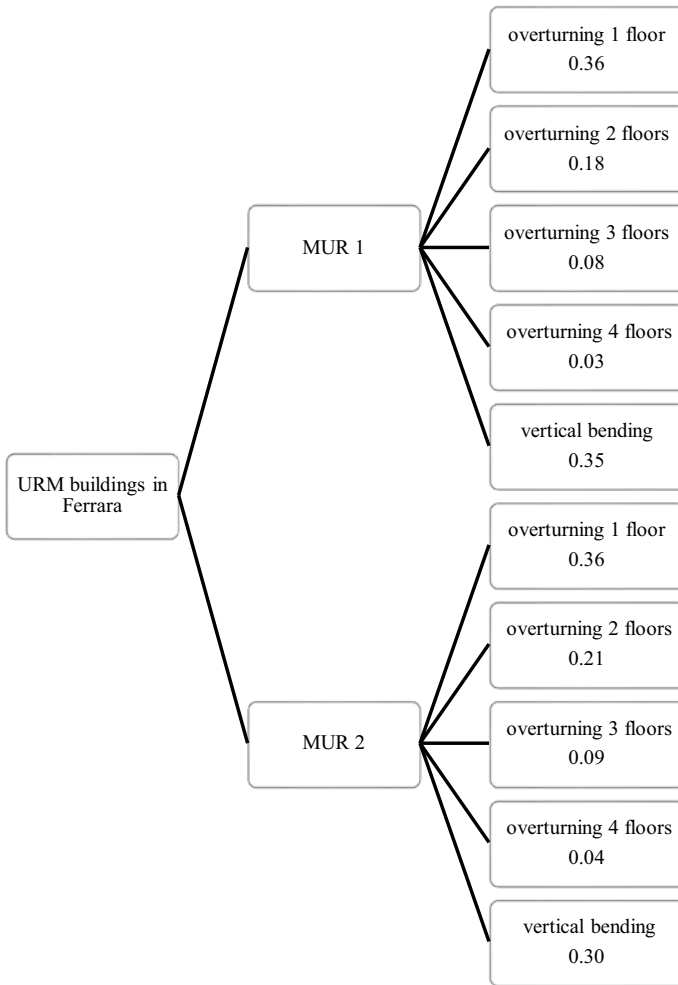 URM buildings in
Ferrara
MUR 1
overturning 1 floor
0.36
overturning 2 floors
0.18
overturning 3 floors
0.08
overturning 4 floors
0.03
vertical bending
0.35
MUR 2
overturning 1 floor
0.36
overturning 2 floors
0.21
overturning 3 floors
0.09
overturning 4 floors
0.04
vertical bending
0.30